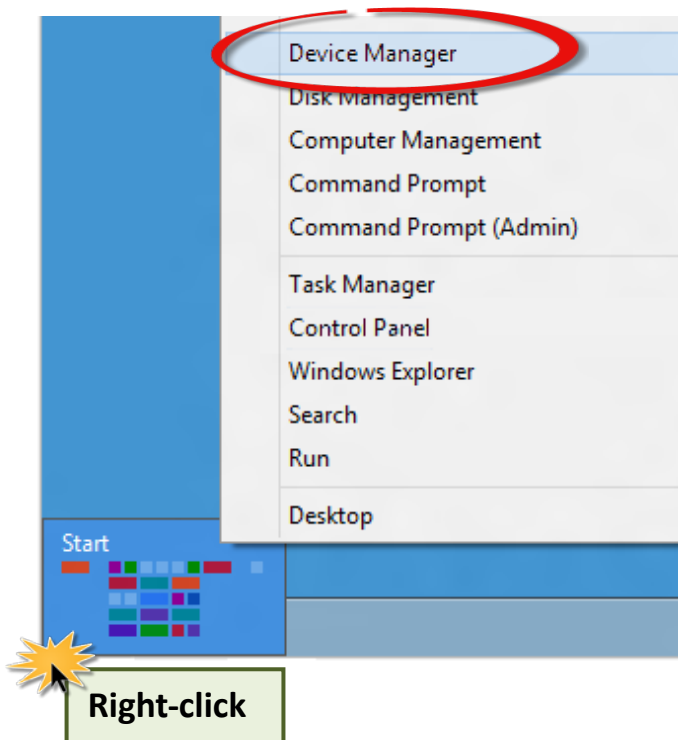 Device Manager
Disk Management
Computer Management
Command Prompt
Command Prompt (Admin)
Task Manager
Control Panel
Windows Explorer
Search
Run
Desktop
Start
Right-click